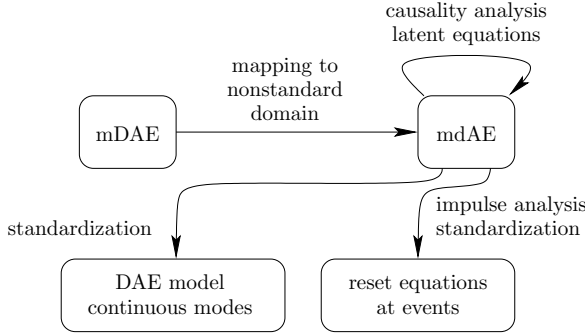 causality analysis
latent equations
mapping to
nonstandard
domain
mDAE
mdAE
standardization
impulse analysis
standardization
DAE model
continuous modes
reset equations
at events